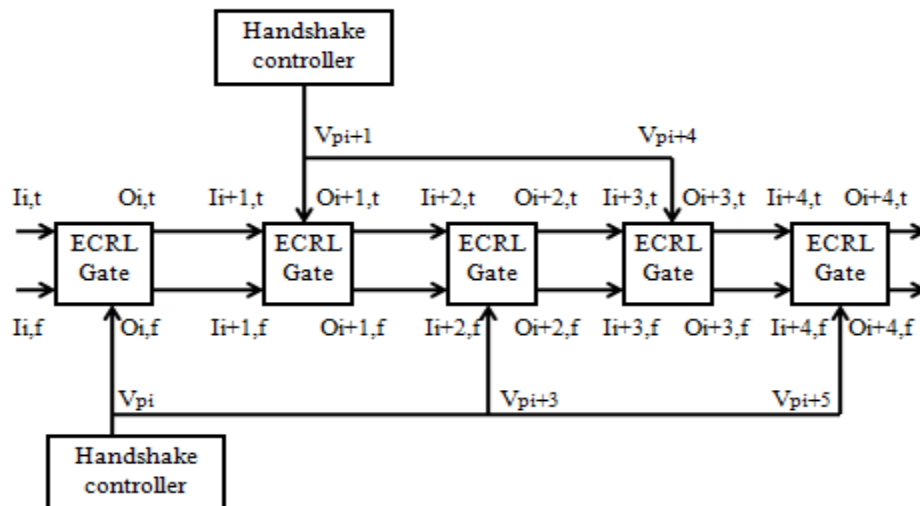 Handshake
controller
Vpi+1
Vpi+4
Ii,t
Oi,t
Ii+1,t
Oi+1,t
Ii+2,t
Oi+2,t
Ii+3,t
Oi+3,t
Ii+4,t
Oi+4,t
ECRL
Gate
ECRL
Gate
ECRL
Gate
ECRL
Gate
ECRL
Gate
Ii,f
Oi,f
Ii+1,f
Oi+1,f
Ii+2,f
Oi+2,f
Ii+3,f
Oi+3,f
Ii+4,f
Oi+4,f
Vpi
Vpi+3
Vpi+5
Handshake
controller